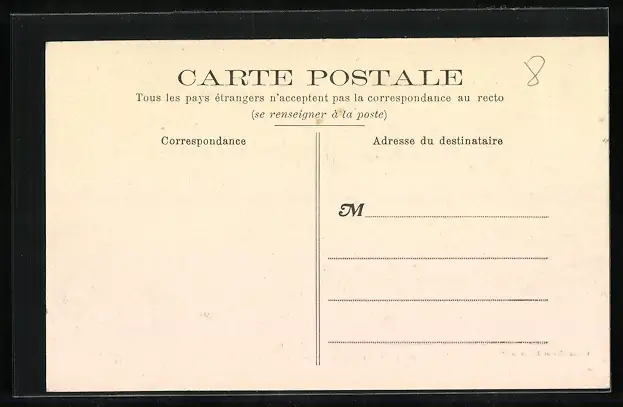 8
CARTE POSTALE
Tous les pays étrangers n'acceptent pas la correspondance au recto
(se renseigner à la poste)
Correspondance
Adresse du destinataire
M